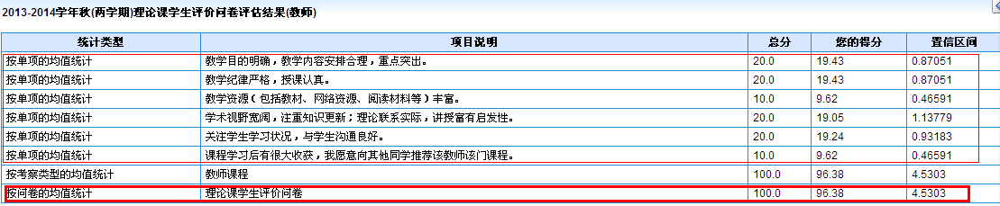 2013-2014学年秋(两学期)理论课学生评价问卷评估结果(教师)
统计类型 项目说明 总分 您的得分 置信区间
按单项的均值统计 教学目的明确，教学内容安排合理，重点突出。 20.0 19.43 0.87051
按单项的均值统计 教学纪律严格，授课认真。 20.0 19.43 0.87051
按单项的均值统计 教学资源（包括教材、网络资源、阅读材料等）丰富。 10.0 9.62 0.46591
按单项的均值统计 学术视野宽阔，注重知识更新；理论联系实际，讲授富有启发性。 20.0 19.05 1.13779
按单项的均值统计 关注学生学习状况，与学生沟通良好。 20.0 19.24 0.93183
按单项的均值统计 课程学习后有很大收获，我愿意向其他同学推荐该教师该门课程。 10.0 9.62 0.46591
按考察类型的均值统计 教师课程 100.0 96.38 4.5303
按问卷的均值统计 理论课学生评价问卷 100.0 96.38 4.5303